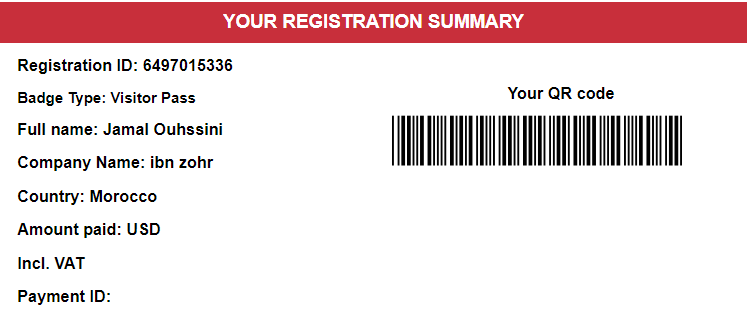 YOUR REGISTRATION SUMMARY
Registration ID: 6497015336
Badge Type: Visitor Pass
Full name: Jamal Ouhssini
Company Name: ibn zohr
Country: Morocco
Amount paid: USD
Incl. VAT
Payment ID:
Your QR code